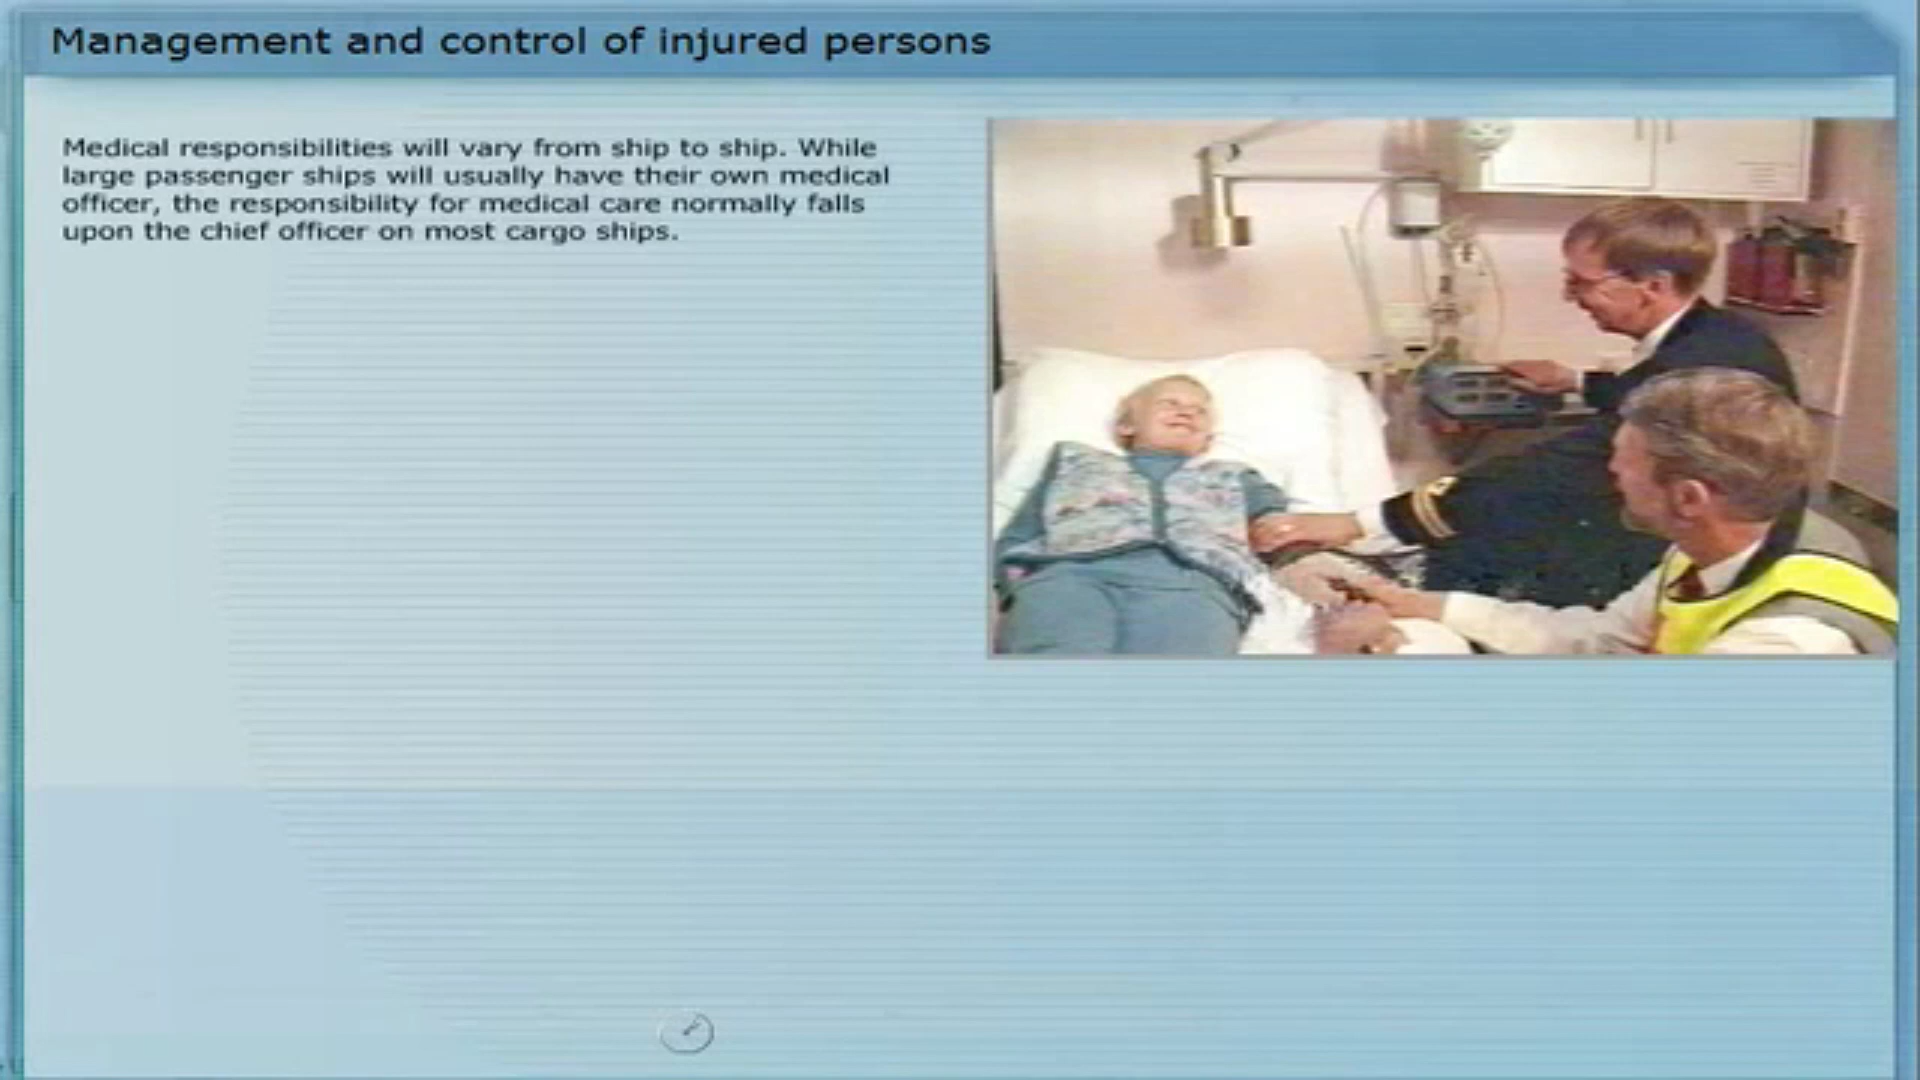 Management and control of injured persons
Medical responsibilities will vary from ship to ship. While
large passenger ships will usually have their own medical
officer, the responsibility for medical care normally falls
upon the chief officer on most cargo ships.